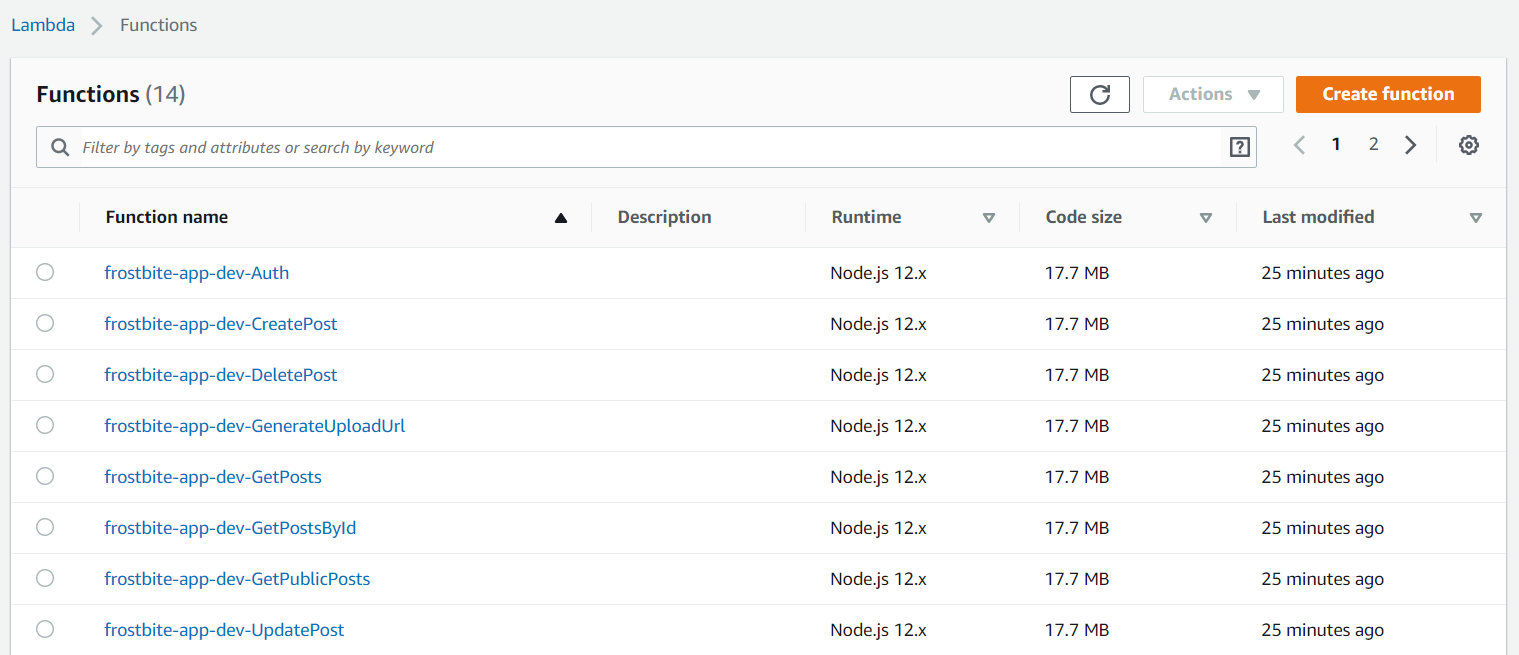 Lambda > Functions
Functions (14)
Actions
Create function
Filter by tags and attributes or search by keyword
?
1 2
Function name Description Runtime Code size Last modified
frostbite-app-dev-Auth Node.js 12.x 17.7 MB 25 minutes ago
frostbite-app-dev-CreatePost Node.js 12.x 17.7 MB 25 minutes ago
frostbite-app-dev-DeletePost Node.js 12.x 17.7 MB 25 minutes ago
frostbite-app-dev-GenerateUploadUrl Node.js 12.x 17.7 MB 25 minutes ago
frostbite-app-dev-GetPosts Node.js 12.x 17.7 MB 25 minutes ago
frostbite-app-dev-GetPostsById Node.js 12.x 17.7 MB 25 minutes ago
frostbite-app-dev-GetPublicPosts Node.js 12.x 17.7 MB 25 minutes ago
frostbite-app-dev-UpdatePost Node.js 12.x 17.7 MB 25 minutes ago